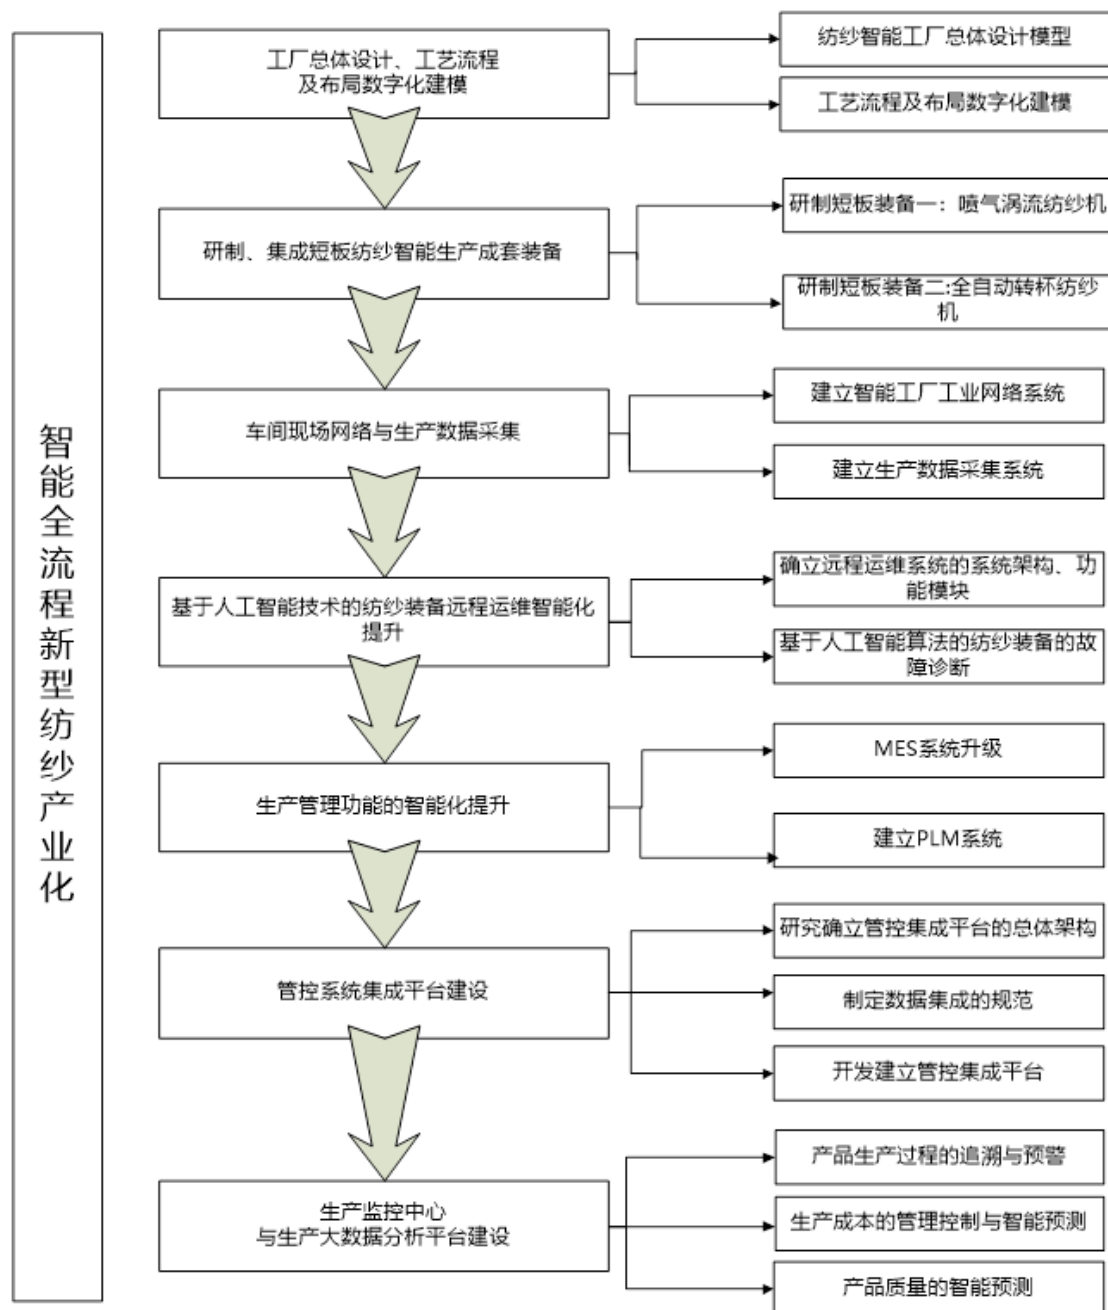 智能全流程新型纺纱产业化
工厂总体设计、工艺流程
及布局数字化建模
纺纱智能工厂总体设计模型
工艺流程及布局数字化建模
研制、集成短板纺纱智能生产成套装备
研制短板装备一：喷气涡流纺纱机
研制短板装备二:全自动转杯纺纱
机
车间现场网络与生产数据采集
建立智能工厂工业网络系统
建立生产数据采集系统
基于人工智能技术的纺纱装备远程运维智能化
提升
确立远程运维系统的系统架构、功
能模块
基于人工智能算法的纺纱装备的故
障诊断
生产管理功能的智能化提升
MES系统升级
建立PLM系统
管控系统集成平台建设
研究确立管控集成平台的总体架构
制定数据集成的规范
开发建立管控集成平台
生产监控中心
与生产大数据分析平台建设
产品生产过程的追溯与预警
生产成本的管理控制与智能预测
产品质量的智能预测